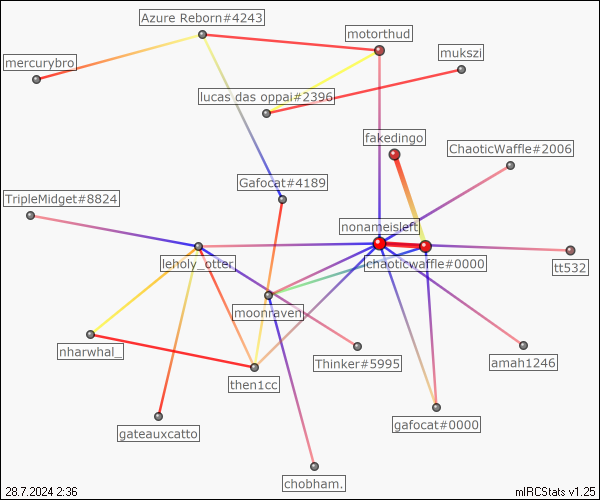 Azure Reborn#4243
motorthud
mukszi
mercurybro
lucas das oppai#2396
fakedingo
ChaoticWaffle#2006
Gafocat#4189
TripleMidget#8824
nonameisleft
leholy_otter
chaoticwaffle#0000
tt532
moonraven
nharwhal_
Thinker#5995
amah1246
then1cc
gafocat#0000
gateauxcatto
chobham.
28.7.2024 2:36
mIRCStats v1.25